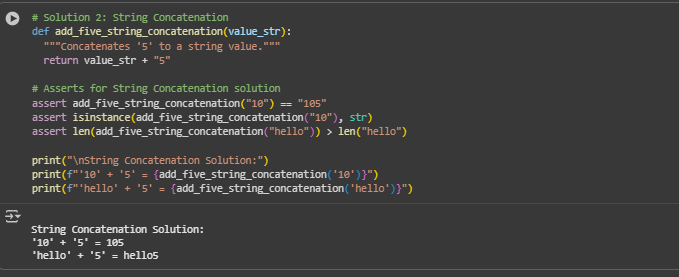 # Solution 2: String Concatenation
def add_five_string_concatenation(value_str):
  """Concatenates '5' to a string value."""
  return value_str + "5"

# Asserts for String Concatenation solution
assert add_five_string_concatenation("10") == "105"
assert isinstance(add_five_string_concatenation("10"), str)
assert len(add_five_string_concatenation("hello")) > len("hello")

print("\nString Concatenation Solution:")
print(f"'10' + '5' = {add_five_string_concatenation('10')}")
print(f"'hello' + '5' = {add_five_string_concatenation('hello')}")

String Concatenation Solution:
'10' + '5' = 105
'hello' + '5' = hello5